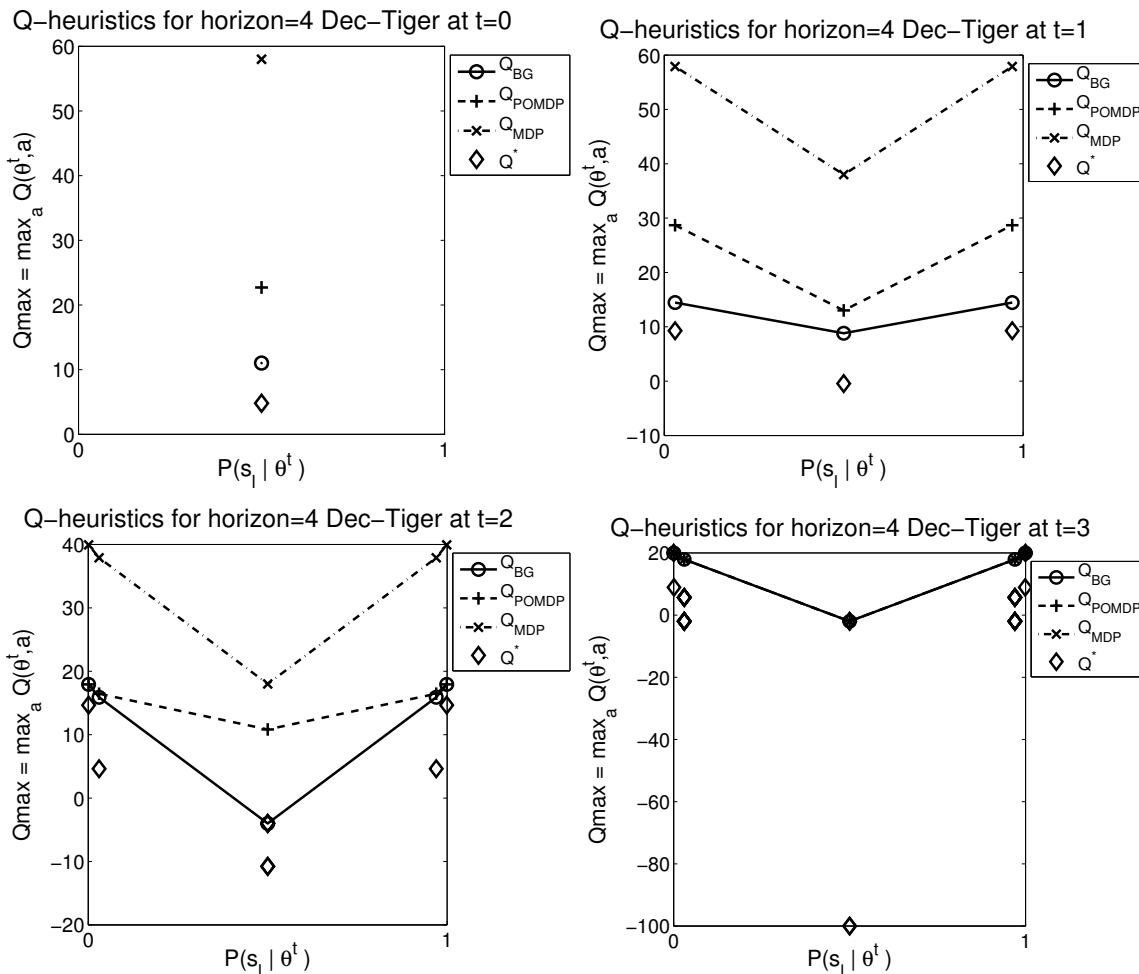 Q−heuristics for horizon=4 Dec−Tiger at t=0
Qmax = max_a Q(θ^t,a)
60
50
40
30
20
10
0
0
1
P(s_l | θ^t )
Q_BG
Q_POMDP
Q_MDP
Q^*
Q−heuristics for horizon=4 Dec−Tiger at t=1
Qmax = max_a Q(θ^t,a)
60
50
40
30
20
10
0
−10
0
1
P(s_l | θ^t )
Q_BG
Q_POMDP
Q_MDP
Q^*
Q−heuristics for horizon=4 Dec−Tiger at t=2
Qmax = max_a Q(θ^t,a)
40
30
20
10
0
−10
−20
0
1
P(s_l | θ^t )
Q_BG
Q_POMDP
Q_MDP
Q^*
Q−heuristics for horizon=4 Dec−Tiger at t=3
Qmax = max_a Q(θ^t,a)
20
0
−20
−40
−60
−80
−100
0
1
P(s_l | θ^t )
Q_BG
Q_POMDP
Q_MDP
Q^*